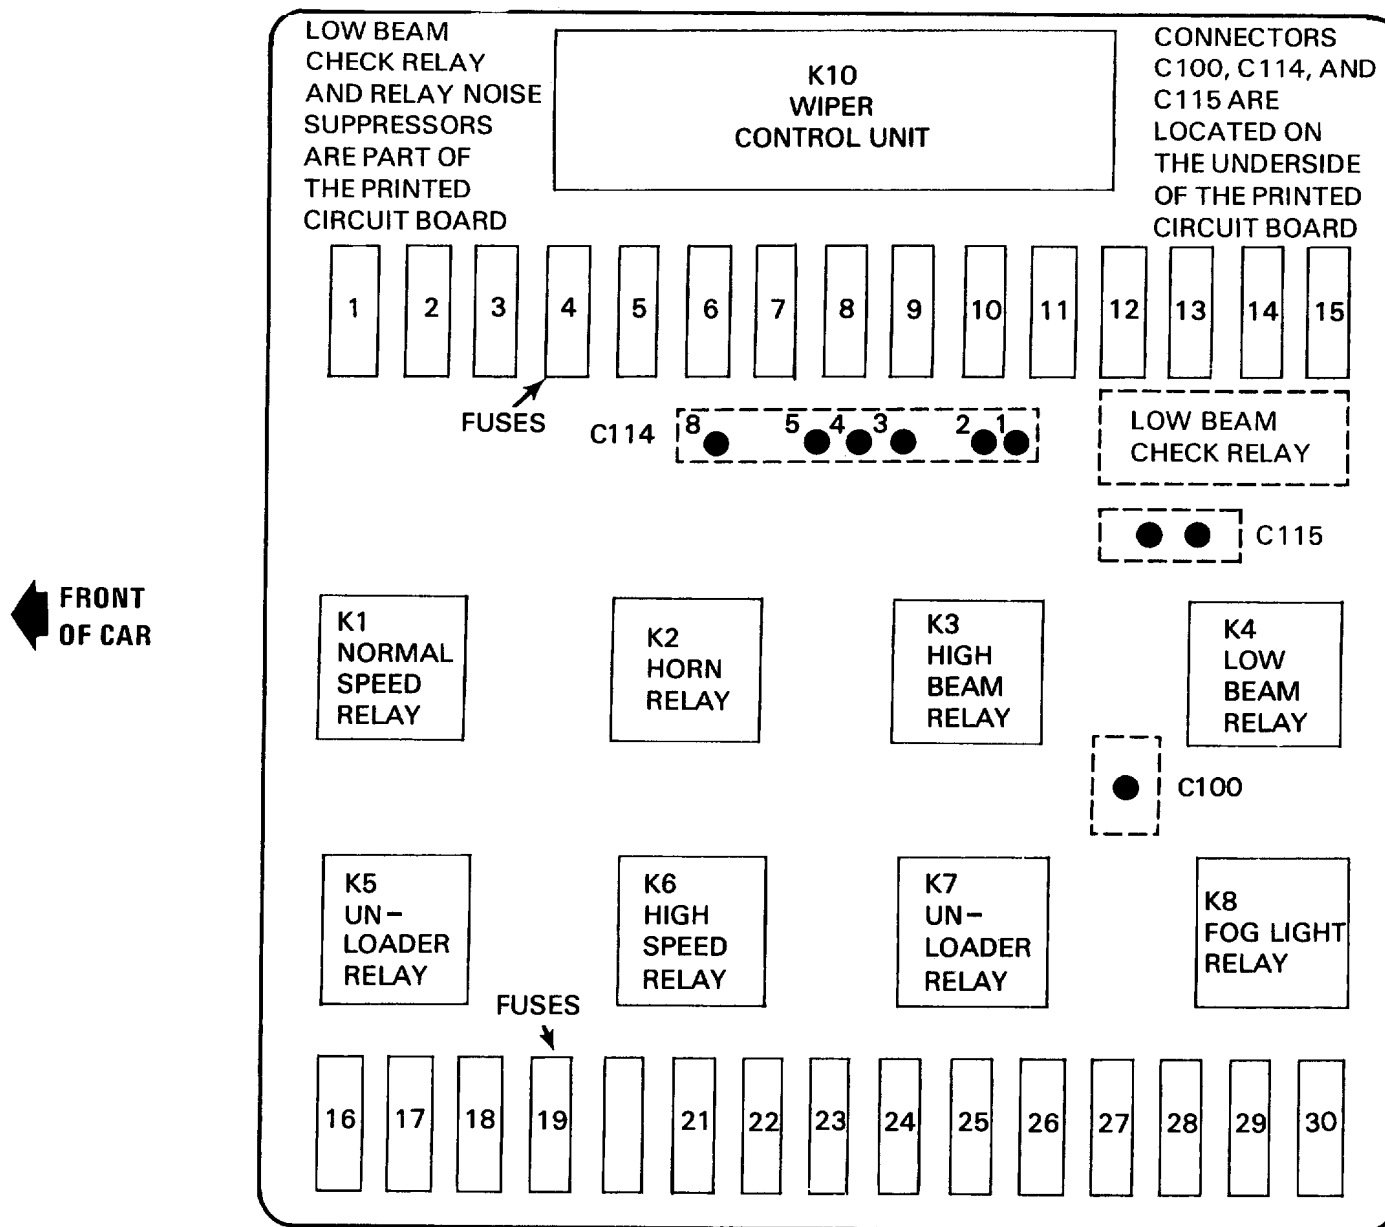 LOW BEAM
CHECK RELAY
AND RELAY NOISE
SUPPRESSORS
ARE PART OF
THE PRINTED
CIRCUIT BOARD
K10
WIPER
CONTROL UNIT
CONNECTORS
C100, C114, AND
C115 ARE
LOCATED ON
THE UNDERSIDE
OF THE PRINTED
CIRCUIT BOARD
1 2 3 4 5 6 7 8 9 10 11 12 13 14 15
FUSES
C114
8 5 4 3 2 1
LOW BEAM
CHECK RELAY
C115
FRONT
OF CAR
K1
NORMAL
SPEED
RELAY
K2
HORN
RELAY
K3
HIGH
BEAM
RELAY
K4
LOW
BEAM
RELAY
C100
K5
UN-
LOADER
RELAY
K6
HIGH
SPEED
RELAY
K7
UN-
LOADER
RELAY
K8
FOG LIGHT
RELAY
FUSES
16 17 18 19 21 22 23 24 25 26 27 28 29 30